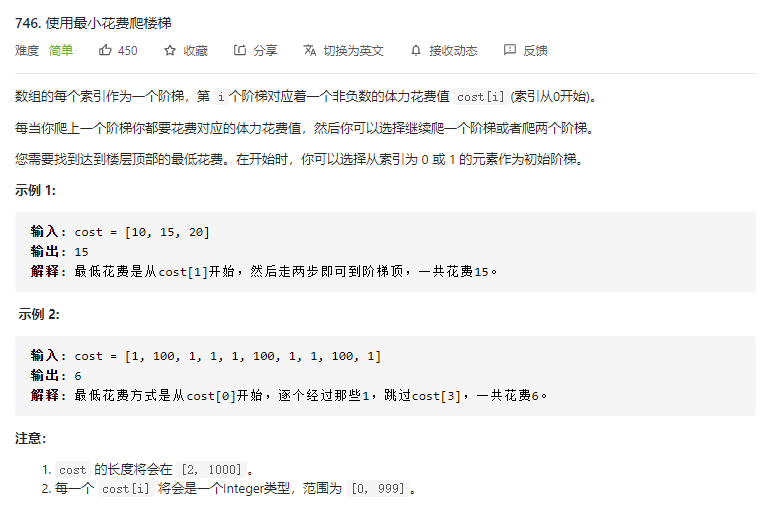 746. 使用最小花费爬楼梯
难度 简单 450 收藏 分享 切换为英文 接收动态 反馈
数组的每个索引作为一个阶梯，第 i个阶梯对应着一个非负数的体力花费值 cost[i](索引从0开始)。
每当你爬上一个阶梯你都要花费对应的体力花费值，然后你可以选择继续爬一个阶梯或者爬两个阶梯。
您需要找到达到楼层顶部的最低花费。在开始时，你可以选择从索引为 0 或 1 的元素作为初始阶梯。
示例 1:
输入: cost = [10, 15, 20]
输出: 15
解释: 最低花费是从cost[1]开始，然后走两步即可到阶梯顶，一共花费15。
示例 2:
输入: cost = [1, 100, 1, 1, 1, 100, 1, 1, 100, 1]
输出: 6
解释: 最低花费方式是从cost[0]开始，逐个经过那些1，跳过cost[3]，一共花费6。
注意:
1. cost 的长度将会在 [2, 1000]。
2. 每一个 cost[i] 将会是一个Integer类型，范围为 [0, 999]。